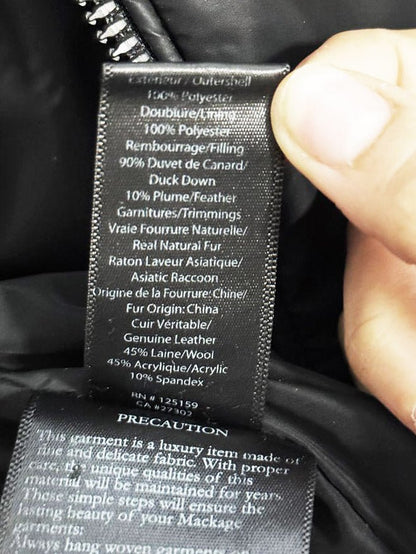 Extérieur / Outershell
100% Polyester
Doublure/Lining
100% Polyester
Rembourrage/Filling
90% Duvet de Canard/
Duck Down
10% Plume/Feather
Garnitures/Trimmings
Vraie Fourrure Naturelle/
Real Natural Fur
Raton Laveur Asiatique/
Asiatic Raccoon
Origine de la Fourrure: Chine/
Fur Origin: China
Cuir Véritable/
Genuine Leather
45% Laine/Wool
45% Acrylique/Acrylic
10% Spandex
RN # 125159
CA #27302
PRECAUTION
This garment is a luxury item made of
fine and delicate fabric. With proper
care, the unique qualities of this
material will be maintained for years.
These simple steps will ensure the
lasting beauty of your Mackage
garments:
Always hang woven garments on